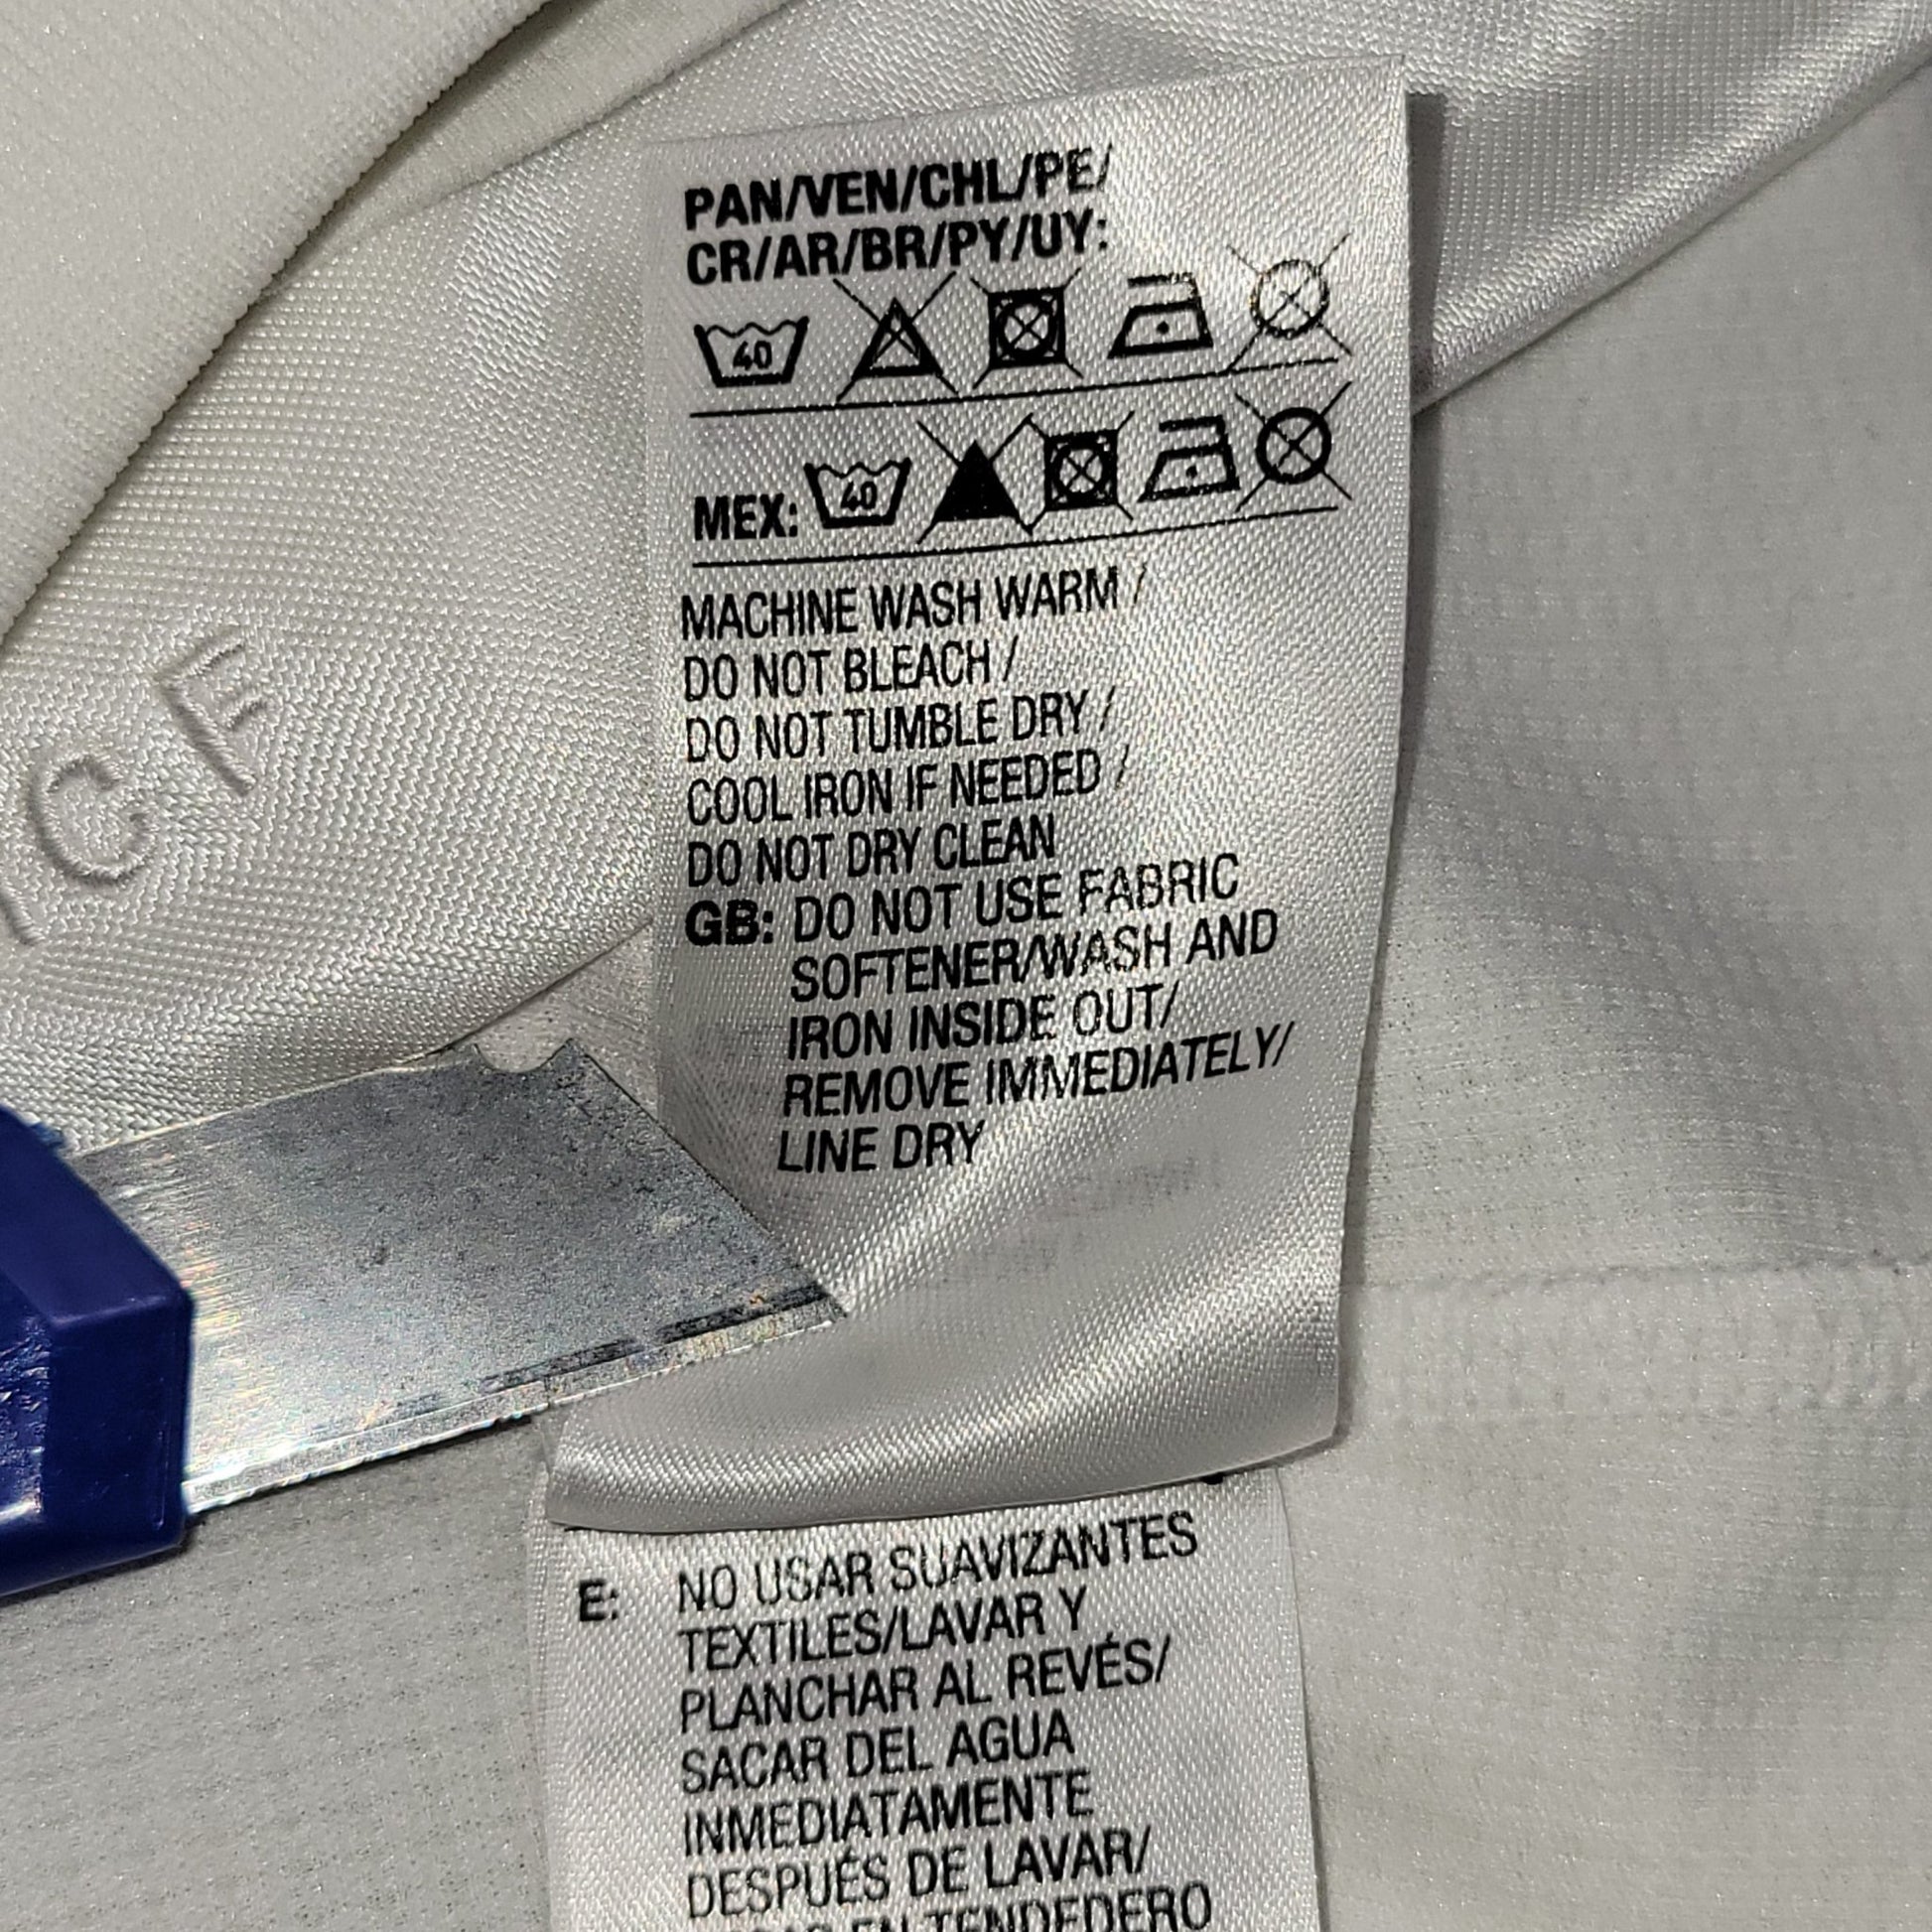 PAN/VEN/CHL/PE/
CR/AR/BR/PY/UY:
40
MEX: 40
MACHINE WASH WARM /
DO NOT BLEACH /
DO NOT TUMBLE DRY /
COOL IRON IF NEEDED /
DO NOT DRY CLEAN
GB: DO NOT USE FABRIC
SOFTENER/WASH AND
IRON INSIDE OUT/
REMOVE IMMEDIATELY/
LINE DRY
E: NO USAR SUAVIZANTES
TEXTILES/LAVAR Y
PLANCHAR AL REVÉS/
SACAR DEL AGUA
INMEDIATAMENTE
DESPUÉS DE LAVAR/
EN TENDEDERO